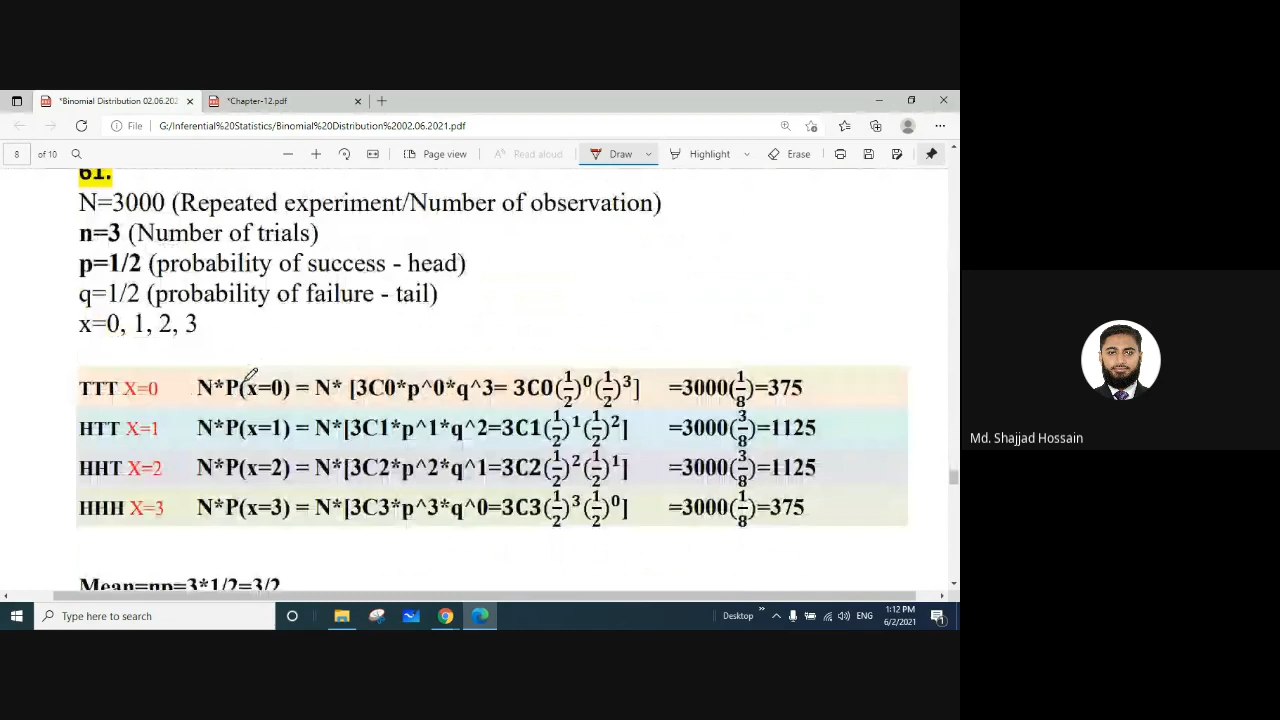 *Binomial Distribution 02.06.202
*Chapter-12.pdf
File
G:/Inferential%20Statistics/Binomial%20Distribution%2002.06.2021.pdf
8 of 10
Page view
Read aloud
Draw
Highlight
Erase
61.
N=3000 (Repeated experiment/Number of observation)
n=3 (Number of trials)
p=1/2 (probability of success - head)
q=1/2 (probability of failure - tail)
x=0, 1, 2, 3
TTT X=0 N*P(x=0) = N* [3C0*p^0*q^3= 3C0(1/2)^0(1/2)^3] =3000(1/8)=375
HTT X=1 N*P(x=1) = N*[3C1*p^1*q^2=3C1(1/2)^1(1/2)^2] =3000(3/8)=1125
HHT X=2 N*P(x=2) = N*[3C2*p^2*q^1=3C2(1/2)^2(1/2)^1] =3000(3/8)=1125
HHH X=3 N*P(x=3) = N*[3C3*p^3*q^0=3C3(1/2)^3(1/2)^0] =3000(1/8)=375
Mean=np=3*1/2=3/2
Md. Shajjad Hossain
Type here to search
Desktop
ENG
1:12 PM
6/2/2021
1